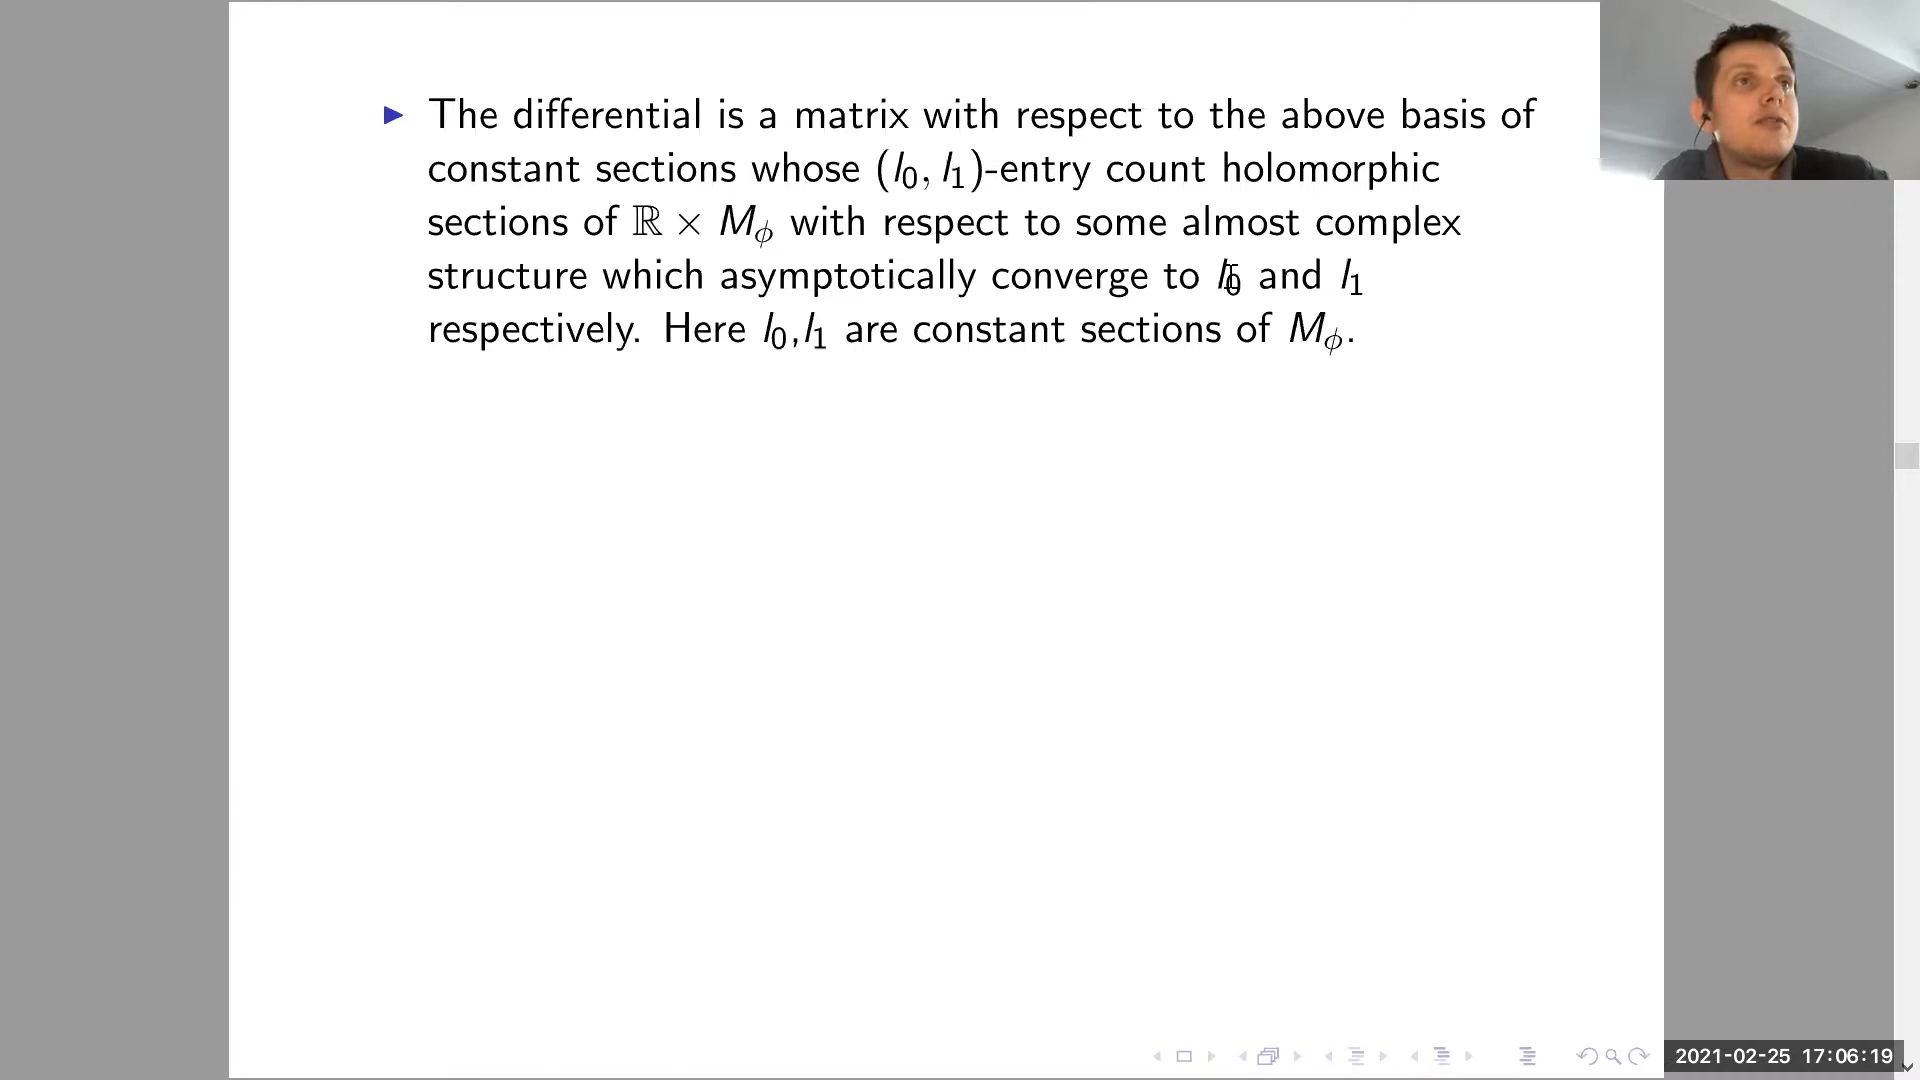 The differential is a matrix with respect to the above basis of
constant sections whose (l₀, l₁)-entry count holomorphic
sections of ℝ × M_ϕ with respect to some almost complex
structure which asymptotically converge to l₀ and l₁
respectively. Here l₀,l₁ are constant sections of M_ϕ.
2021-02-25 17:06:19